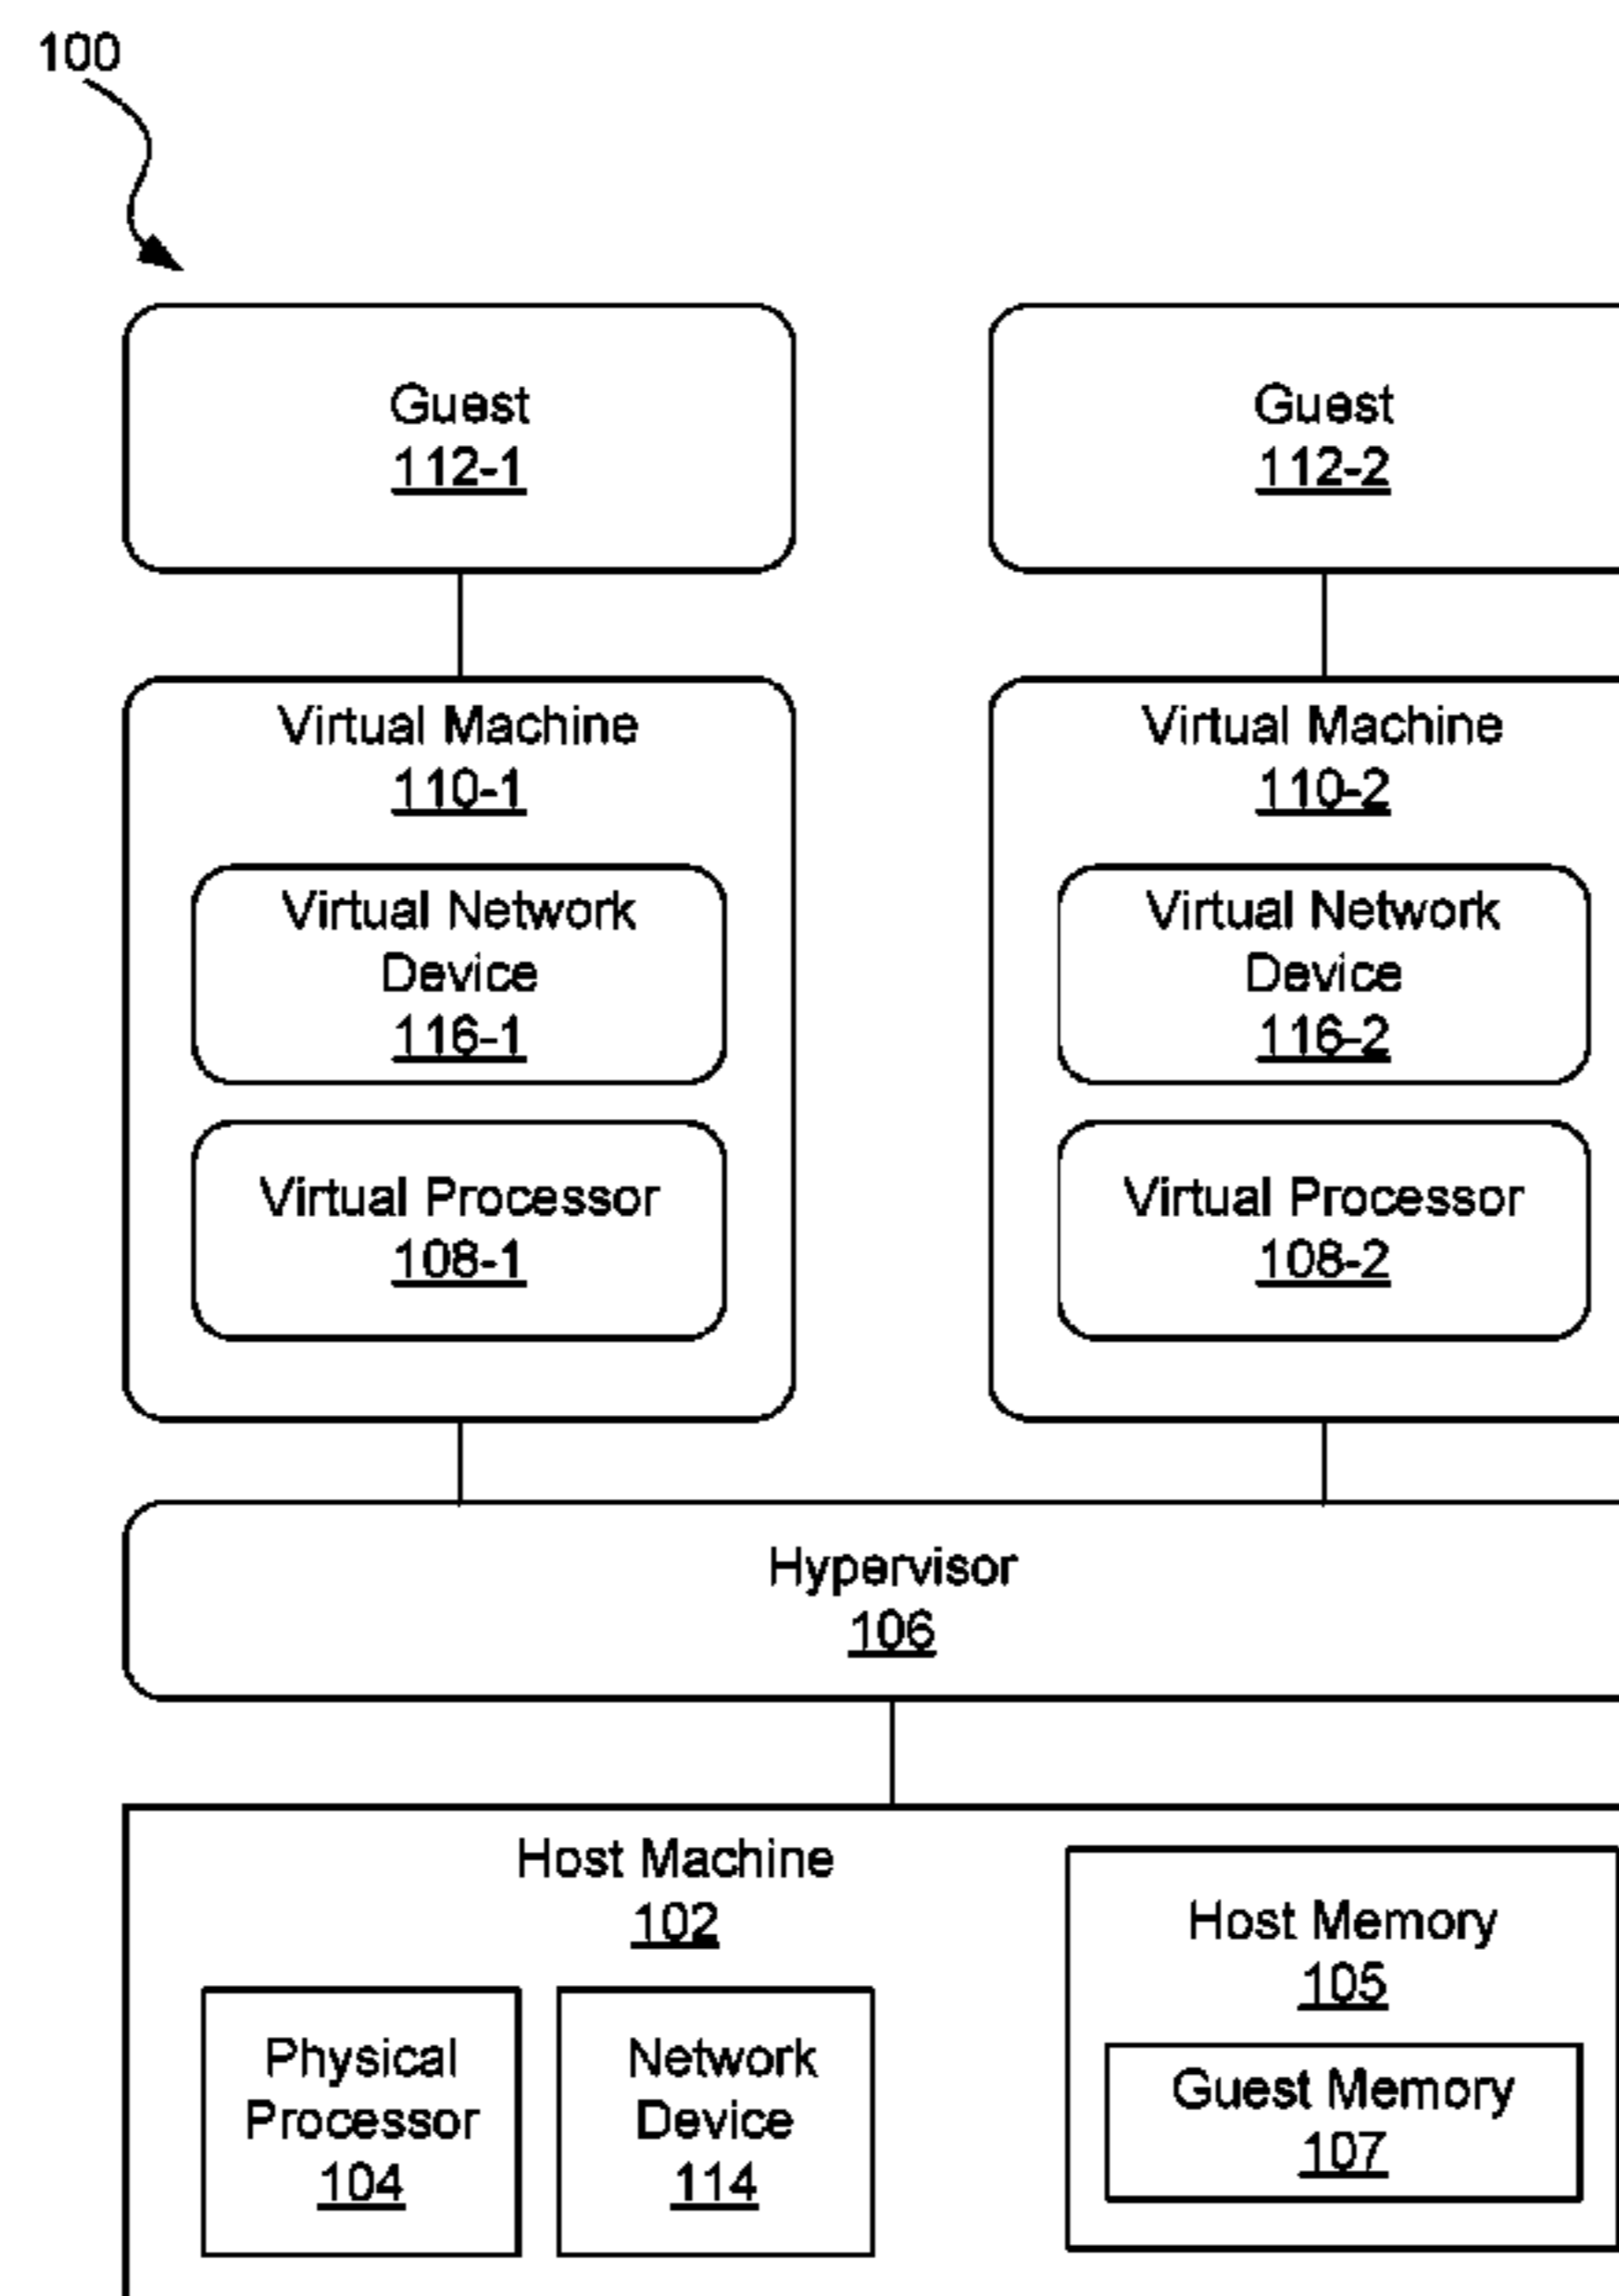 100
Guest
112-1
Guest
112-2
Virtual Machine
110-1
Virtual Network
Device
116-1
Virtual Processor
108-1
Virtual Machine
110-2
Virtual Network
Device
116-2
Virtual Processor
108-2
Hypervisor
106
Host Machine
102
Physical
Processor
104
Network
Device
114
Host Memory
105
Guest Memory
107